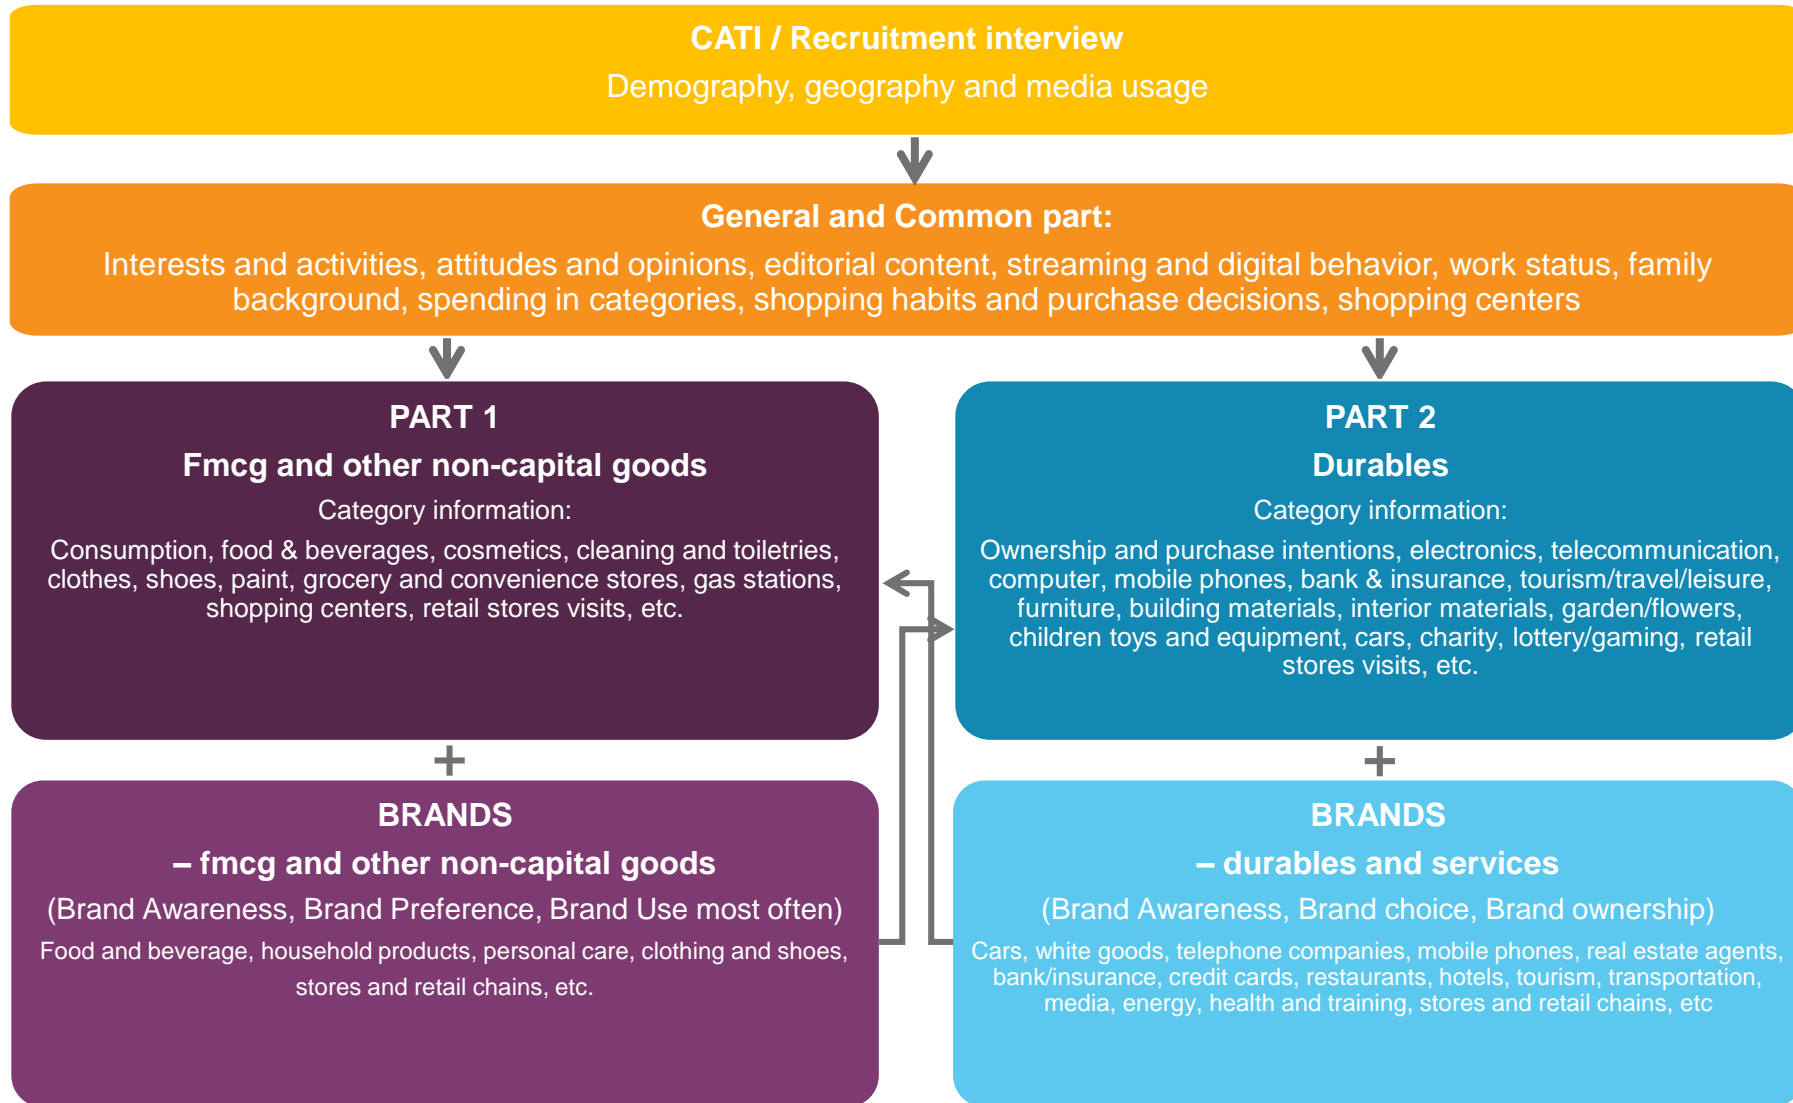 CATI / Recruitment interview
Demography, geography and media usage
General and Common part:
Interests and activities, attitudes and opinions, editorial content, streaming and digital behavior, work status, family
background, spending in categories, shopping habits and purchase decisions, shopping centers
PART 1
Fmcg and other non-capital goods
Category information:
Consumption, food & beverages, cosmetics, cleaning and toiletries,
clothes, shoes, paint, grocery and convenience stores, gas stations,
shopping centers, retail stores visits, etc.
PART 2
Durables
Category information:
Ownership and purchase intentions, electronics, telecommunication,
computer, mobile phones, bank & insurance, tourism/travel/leisure,
furniture, building materials, interior materials, garden/flowers,
children toys and equipment, cars, charity, lottery/gaming, retail
stores visits, etc.
BRANDS
– fmcg and other non-capital goods
(Brand Awareness, Brand Preference, Brand Use most often)
Food and beverage, household products, personal care, clothing and shoes,
stores and retail chains, etc.
BRANDS
– durables and services
(Brand Awareness, Brand choice, Brand ownership)
Cars, white goods, telephone companies, mobile phones, real estate agents,
bank/insurance, credit cards, restaurants, hotels, tourism, transportation,
media, energy, health and training, stores and retail chains, etc